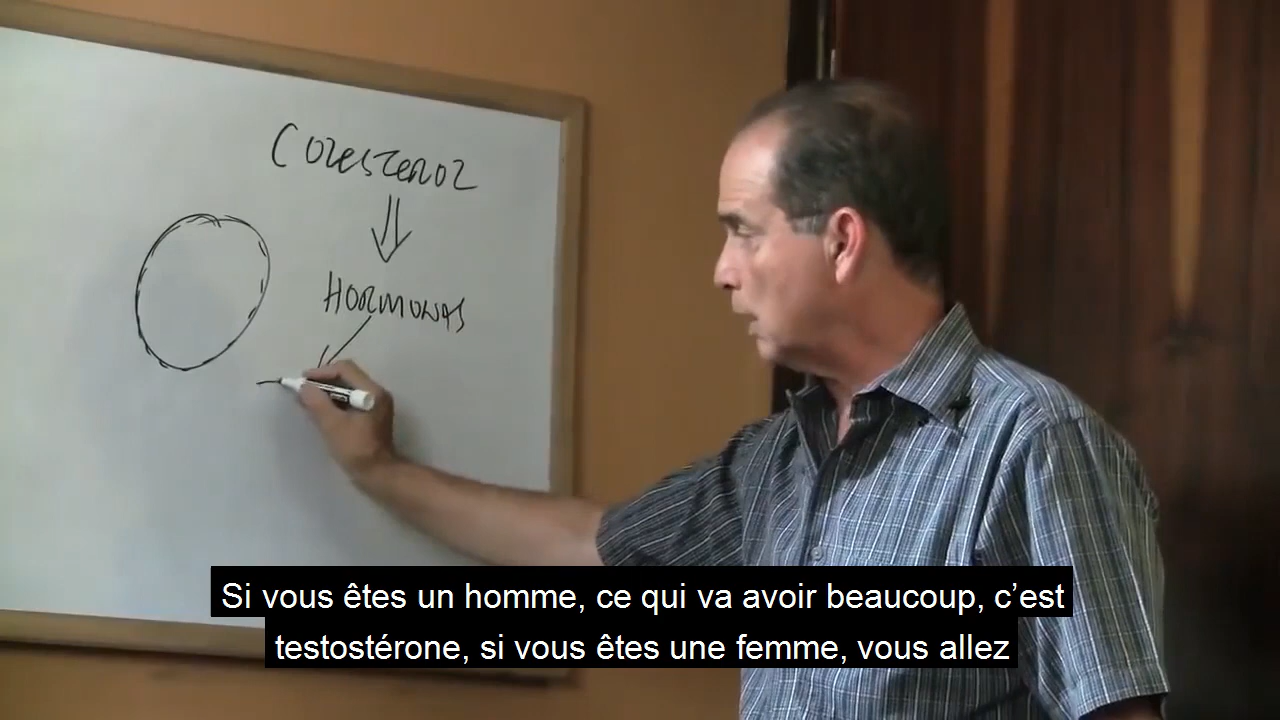 COLESTEROL
HORMONAS
Si vous êtes un homme, ce qui va avoir beaucoup, c’est
testostérone, si vous êtes une femme, vous allez